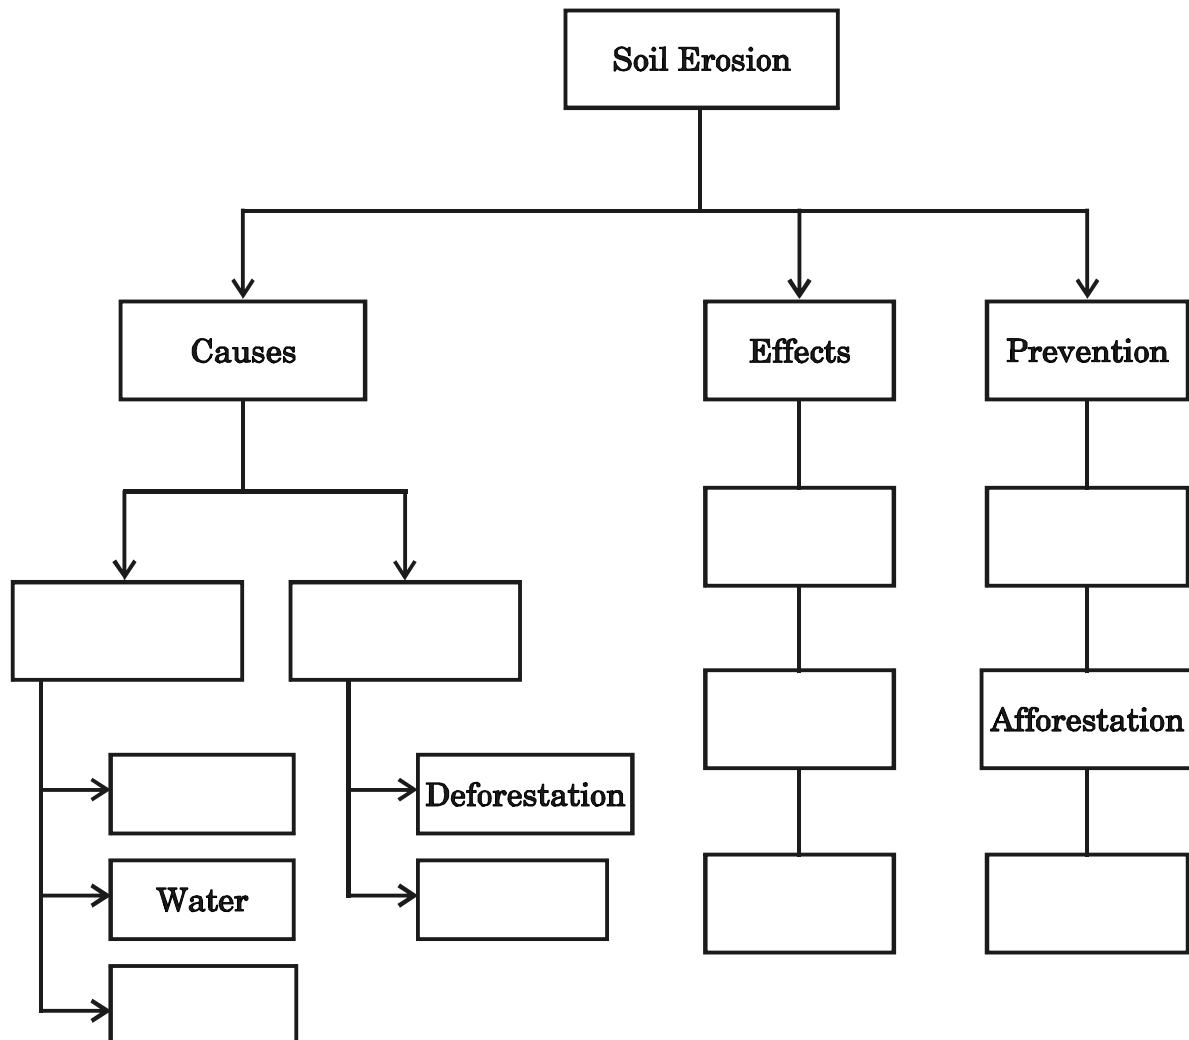 Soil Erosion
Causes
Effects
Prevention
Afforestation
Deforestation
Water